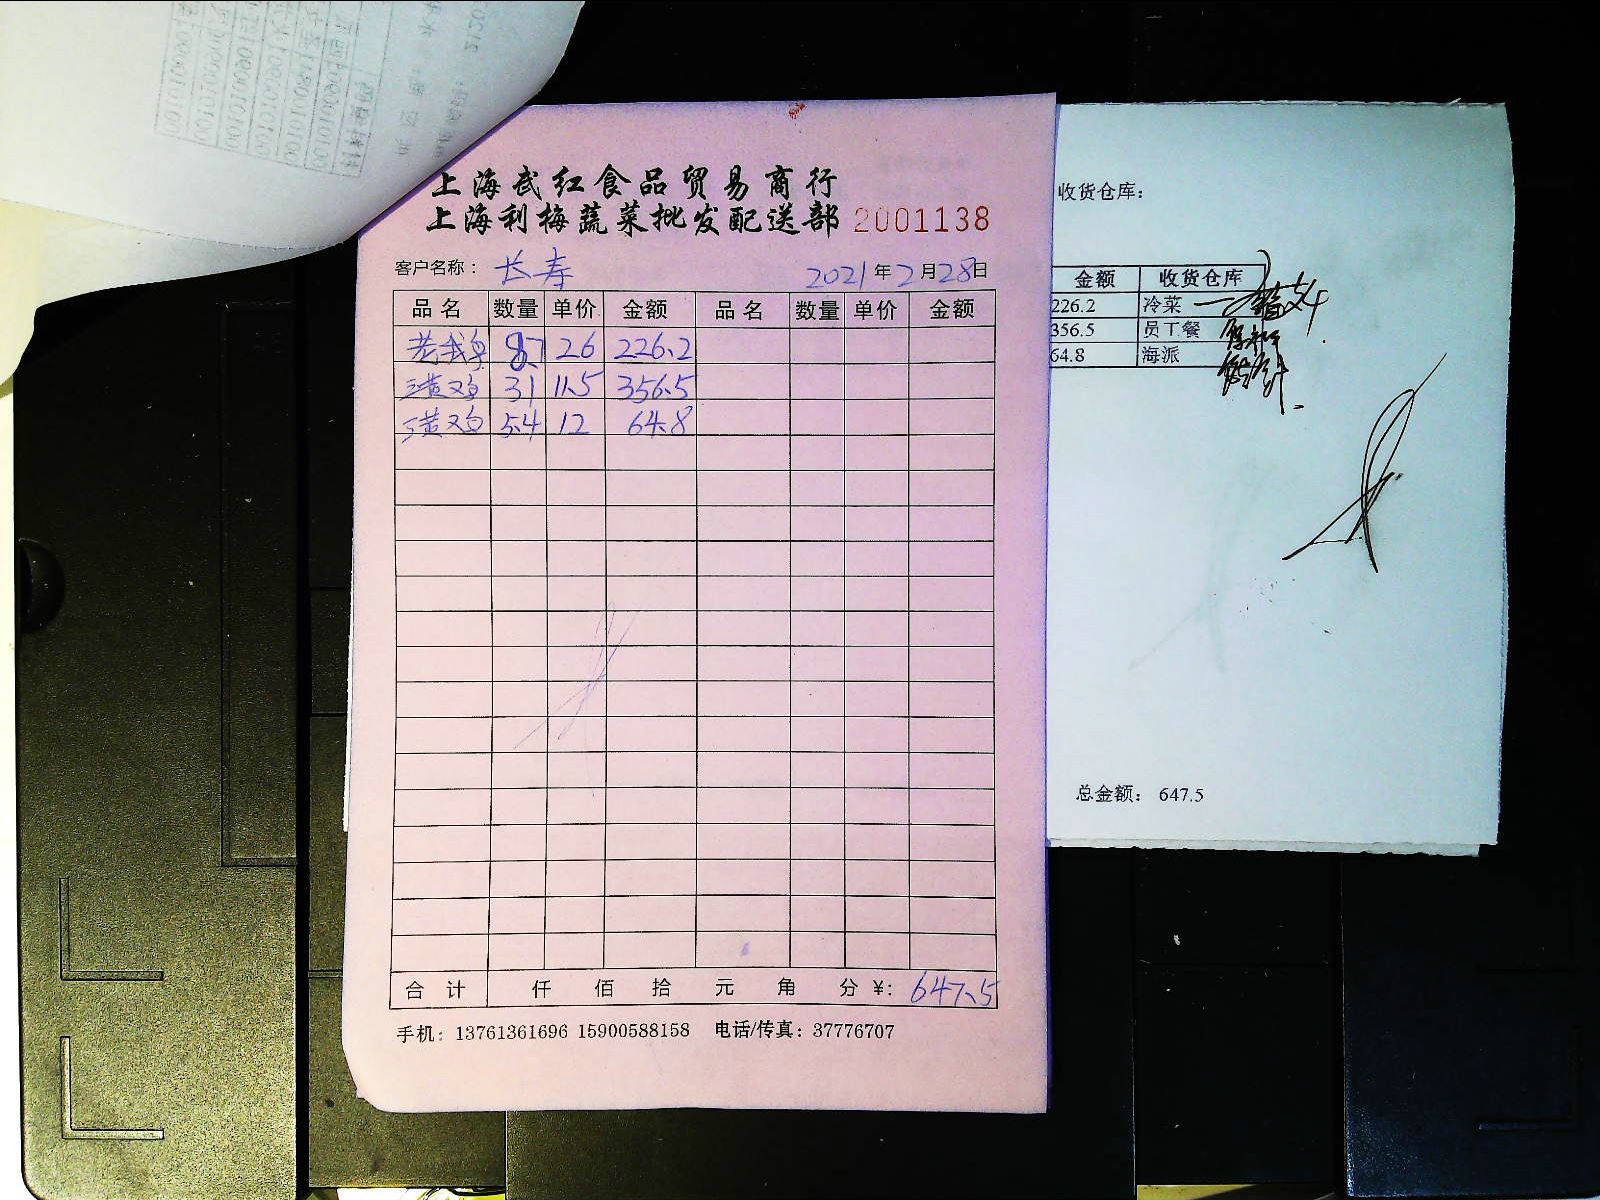 上海武红食品贸易商行
上海利梅蔬菜批发配送部 2001138
客户名称： 长寿 2021年2月28日
品名 数量 单价 金额 品名 数量 单价 金额
8.7 26 226.2
三黄鸡 31 11.5 356.5
三黄鸡 5.4 12 64.8
合计 仟 佰 拾 元 角 分 ¥: 647.5
手机：13761361696 15900588158 电话/传真：37776707
收货仓库：
金额 收货仓库
226.2 冷菜
356.5 员工餐
64.8 海派
总金额： 647.5